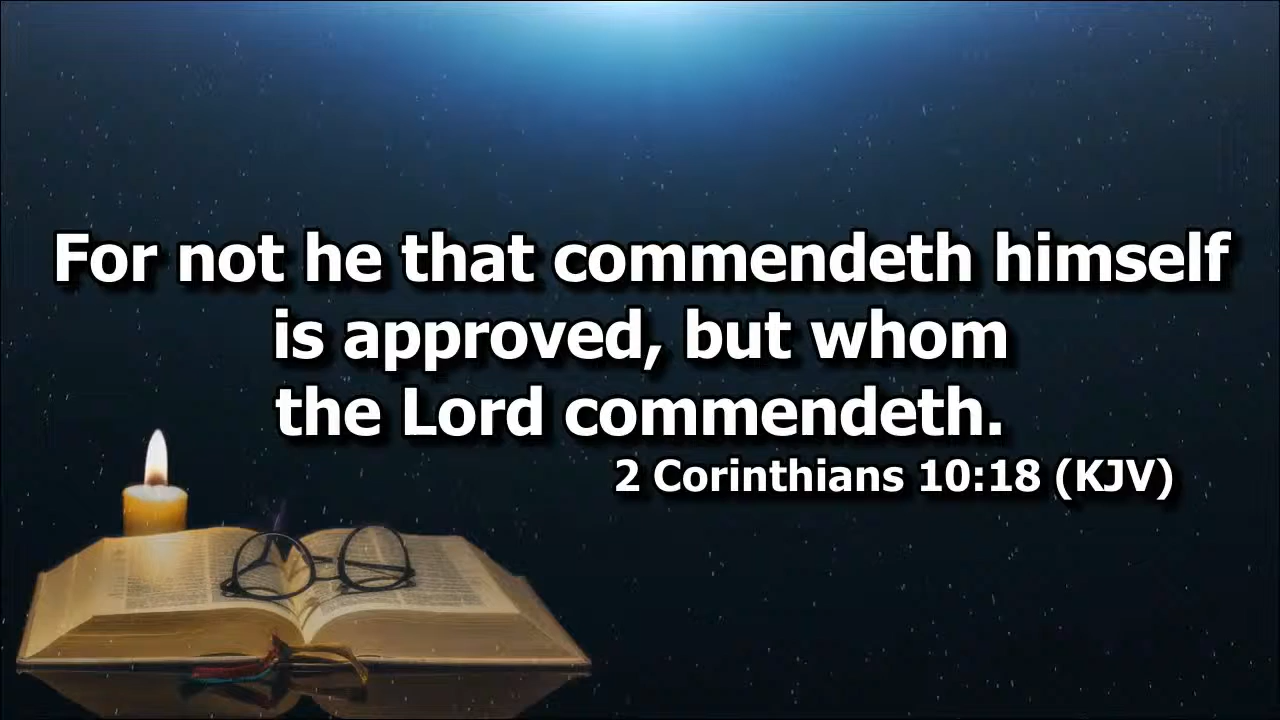 For not he that commendeth himself
is approved, but whom
the Lord commendeth.
2 Corinthians 10:18 (KJV)